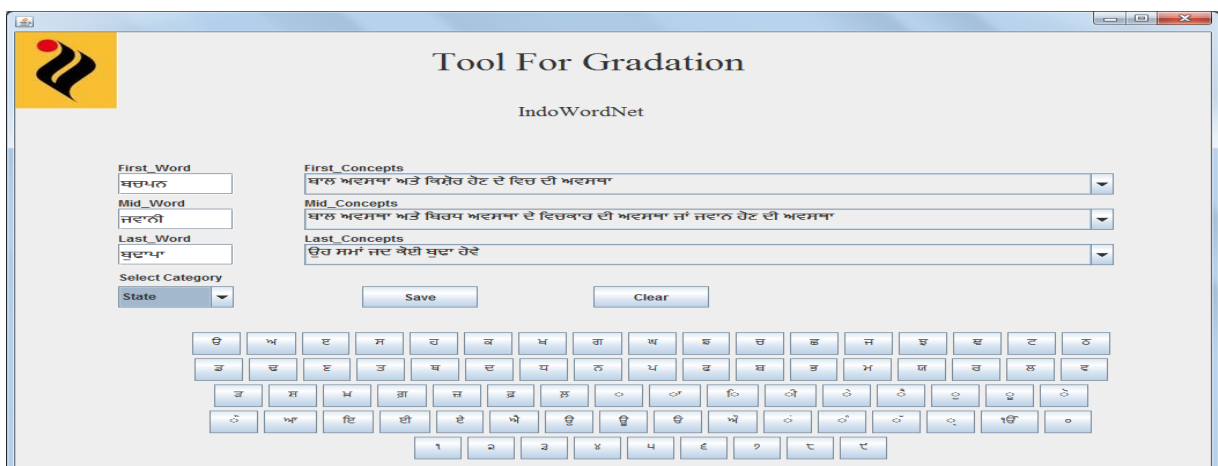 Tool For Gradation
IndoWordNet
First_Word First_Concepts
ਬਚਪਨ ਬਾਲ ਅਵਸਥਾ ਅਤੇ ਕਿਸ਼ੋਰ ਹੋਣ ਦੇ ਵਿਚ ਦੀ ਅਵਸਥਾ
Mid_Word Mid_Concepts
ਜਵਾਨੀ ਬਾਲ ਅਵਸਥਾ ਅਤੇ ਬਿਰਧ ਅਵਸਥਾ ਦੇ ਵਿਚਕਾਰ ਦੀ ਅਵਸਥਾ ਜਾਂ ਜਵਾਨ ਹੋਣ ਦੀ ਅਵਸਥਾ
Last_Word Last_Concepts
ਬੁਢਾਪਾ ਉਹ ਸਮਾਂ ਜਦ ਕੋਈ ਬੁਢਾ ਹੋਵੇ
Select Category
State Save Clear
ੳ ਅ ੲ ਸ ਹ ਕ ਖ ਗ ਘ ਙ ਚ ਛ ਜ ਝ ਞ ਟ ਠ
ਡ ਢ ਣ ਤ ਥ ਦ ਧ ਨ ਪ ਫ ਬ ਭ ਮ ਯ ਰ ਲ ਵ
ੜ ਸ਼ ਖ਼ ਗ਼ ਜ਼ ਫ਼ ਲ਼ ਾ ਿ ੀ ੇ ੈ ੁ ੂ ੋ
ੌ ਆ ਇ ਈ ਏ ਐ ਉ ਊ ਓ ਔ ਂ ੰ ੱ ੍ ੴ ੦
੧ ੨ ੩ ੪ ੫ ੬ ੭ ੮ ੯